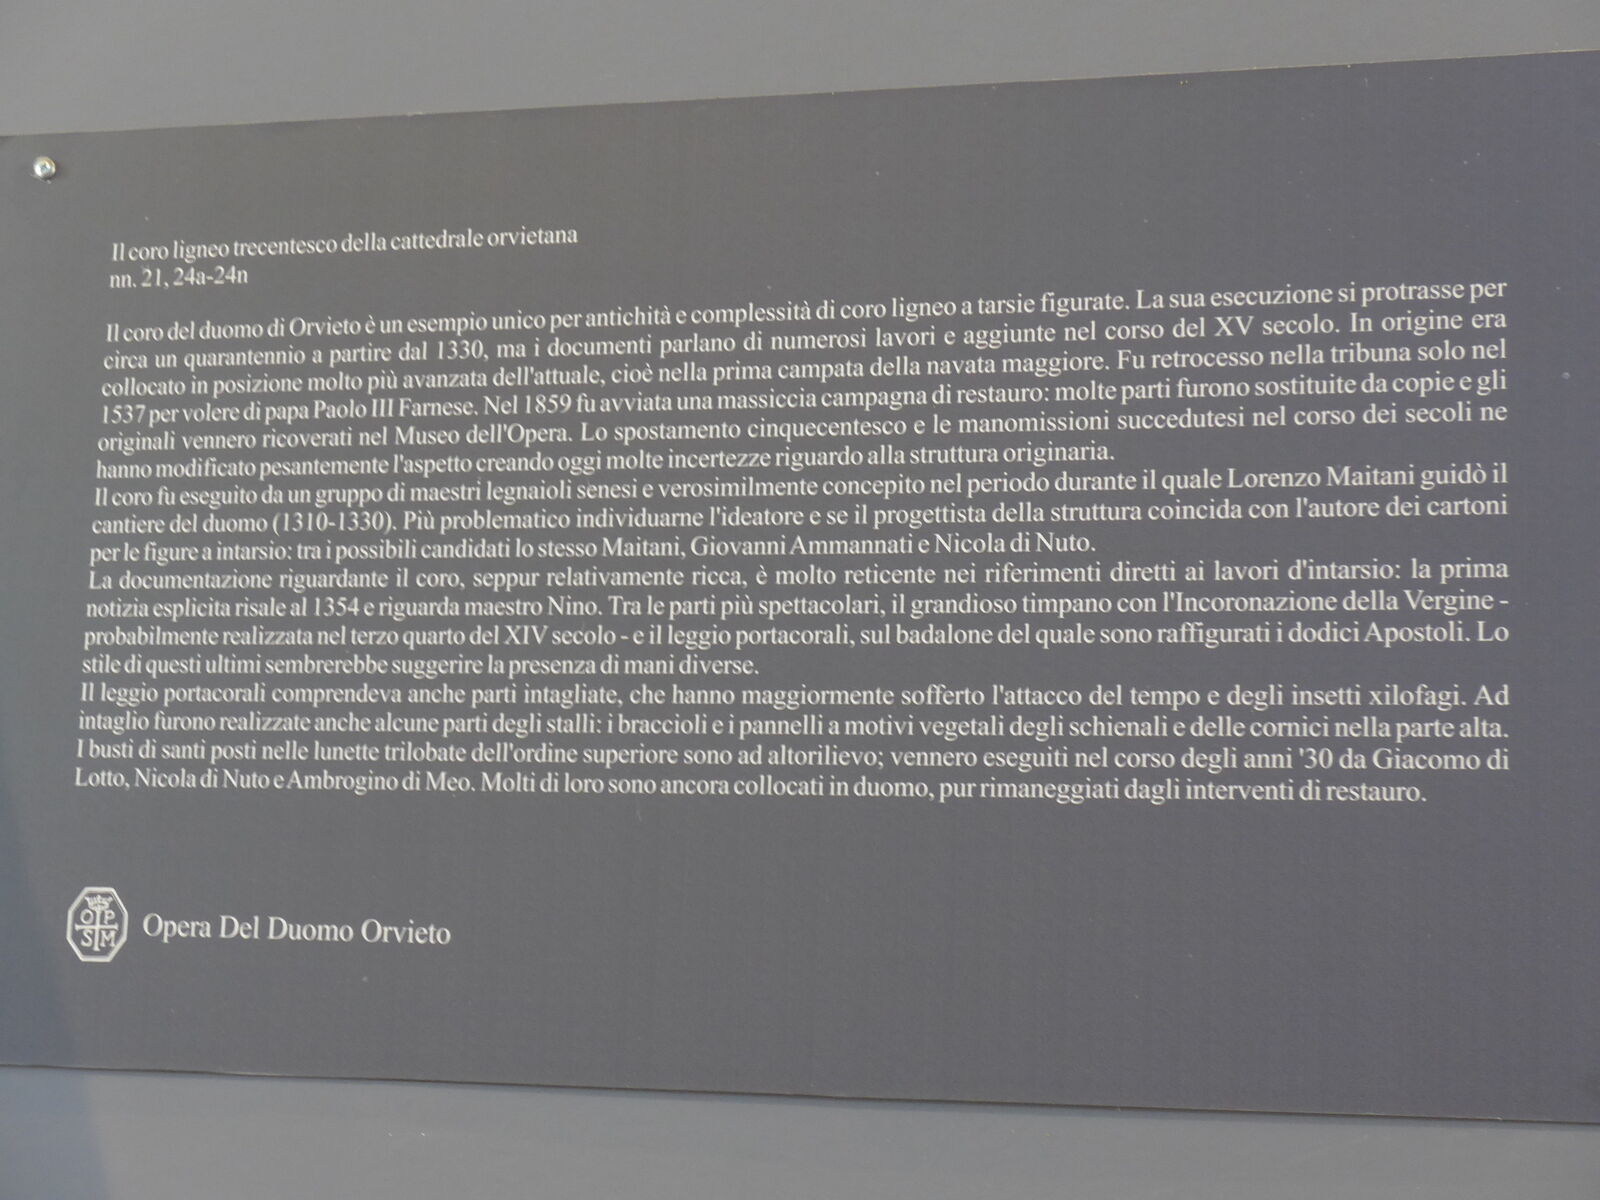 Il coro ligneo trecentesco della cattedrale orvietana
nn. 21, 24a-24n
Il coro del duomo di Orvieto è un esempio unico per antichità e complessità di coro ligneo a tarsie figurate. La sua esecuzione si protrasse per
circa un quarantennio a partire dal 1330, ma i documenti parlano di numerosi lavori e aggiunte nel corso del XV secolo. In origine era
collocato in posizione molto più avanzata dell'attuale, cioè nella prima campata della navata maggiore. Fu retrocesso nella tribuna solo nel
1537 per volere di papa Paolo III Farnese. Nel 1859 fu avviata una massiccia campagna di restauro: molte parti furono sostituite da copie e gli
originali vennero ricoverati nel Museo dell'Opera. Lo spostamento cinquecentesco e le manomissioni succedutesi nel corso dei secoli ne
hanno modificato pesantemente l'aspetto creando oggi molte incertezze riguardo alla struttura originaria.
Il coro fu eseguito da un gruppo di maestri legnaioli senesi e verosimilmente concepito nel periodo durante il quale Lorenzo Maitani guidò il
cantiere del duomo (1310-1330). Più problematico individuarne l'ideatore e se il progettista della struttura coincida con l'autore dei cartoni
per le figure a intarsio: tra i possibili candidati lo stesso Maitani, Giovanni Ammannati e Nicola di Nuto.
La documentazione riguardante il coro, seppur relativamente ricca, è molto reticente nei riferimenti diretti ai lavori d'intarsio: la prima
notizia esplicita risale al 1354 e riguarda maestro Nino. Tra le parti più spettacolari, il grandioso timpano con l'Incoronazione della Vergine -
probabilmente realizzata nel terzo quarto del XIV secolo - e il leggio portacorali, sul badalone del quale sono raffigurati i dodici Apostoli. Lo
stile di questi ultimi sembrerebbe suggerire la presenza di mani diverse.
Il leggio portacorali comprendeva anche parti intagliate, che hanno maggiormente sofferto l'attacco del tempo e degli insetti xilofagi. Ad
intaglio furono realizzate anche alcune parti degli stalli: i braccioli e i pannelli a motivi vegetali degli schienali e delle cornici nella parte alta.
I busti di santi posti nelle lunette trilobate dell'ordine superiore sono ad altorilievo; vennero eseguiti nel corso degli anni '30 da Giacomo di
Lotto, Nicola di Nuto e Ambrogino di Meo. Molti di loro sono ancora collocati in duomo, pur rimaneggiati dagli interventi di restauro.
OPSM
Opera Del Duomo Orvieto